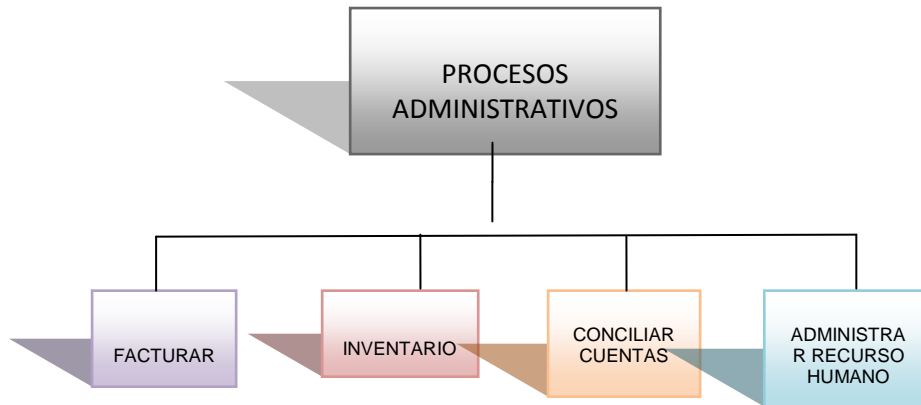 PROCESOS
ADMINISTRATIVOS
FACTURAR
INVENTARIO
CONCILIAR
CUENTAS
ADMINISTRA
R RECURSO
HUMANO